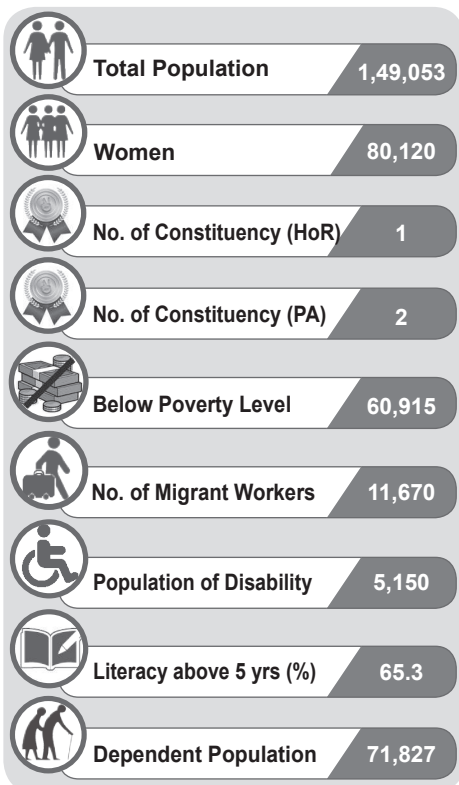 Total Population 1,49,053
Women 80,120
No. of Constituency (HoR) 1
No. of Constituency (PA) 2
Below Poverty Level 60,915
No. of Migrant Workers 11,670
Population of Disability 5,150
Literacy above 5 yrs (%) 65.3
Dependent Population 71,827